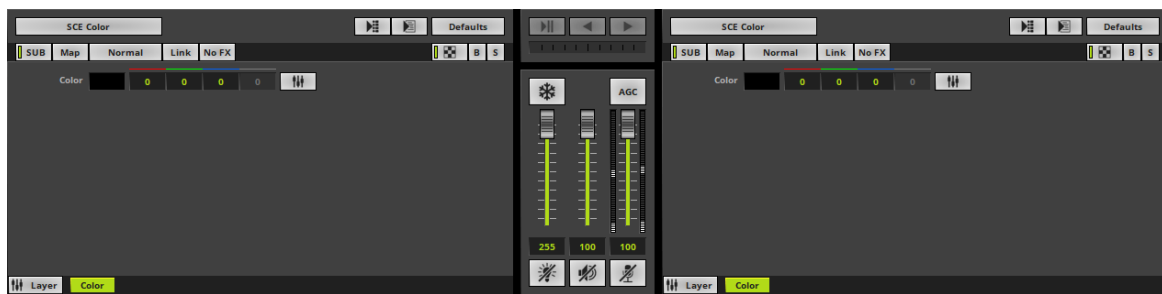 SCE Color Defaults
SUB Map Normal Link No FX B S
Color 0 0 0 0
Layer Color
AGC
255 100 100
SCE Color Defaults
SUB Map Normal Link No FX B S
Color 0 0 0 0
Layer Color